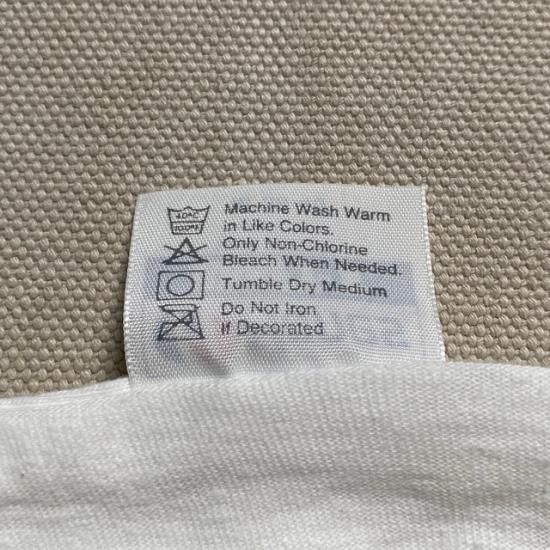 40°C
100°F
Machine Wash Warm
in Like Colors.
Only Non-Chlorine
Bleach When Needed.
Tumble Dry Medium
Do Not Iron
If Decorated